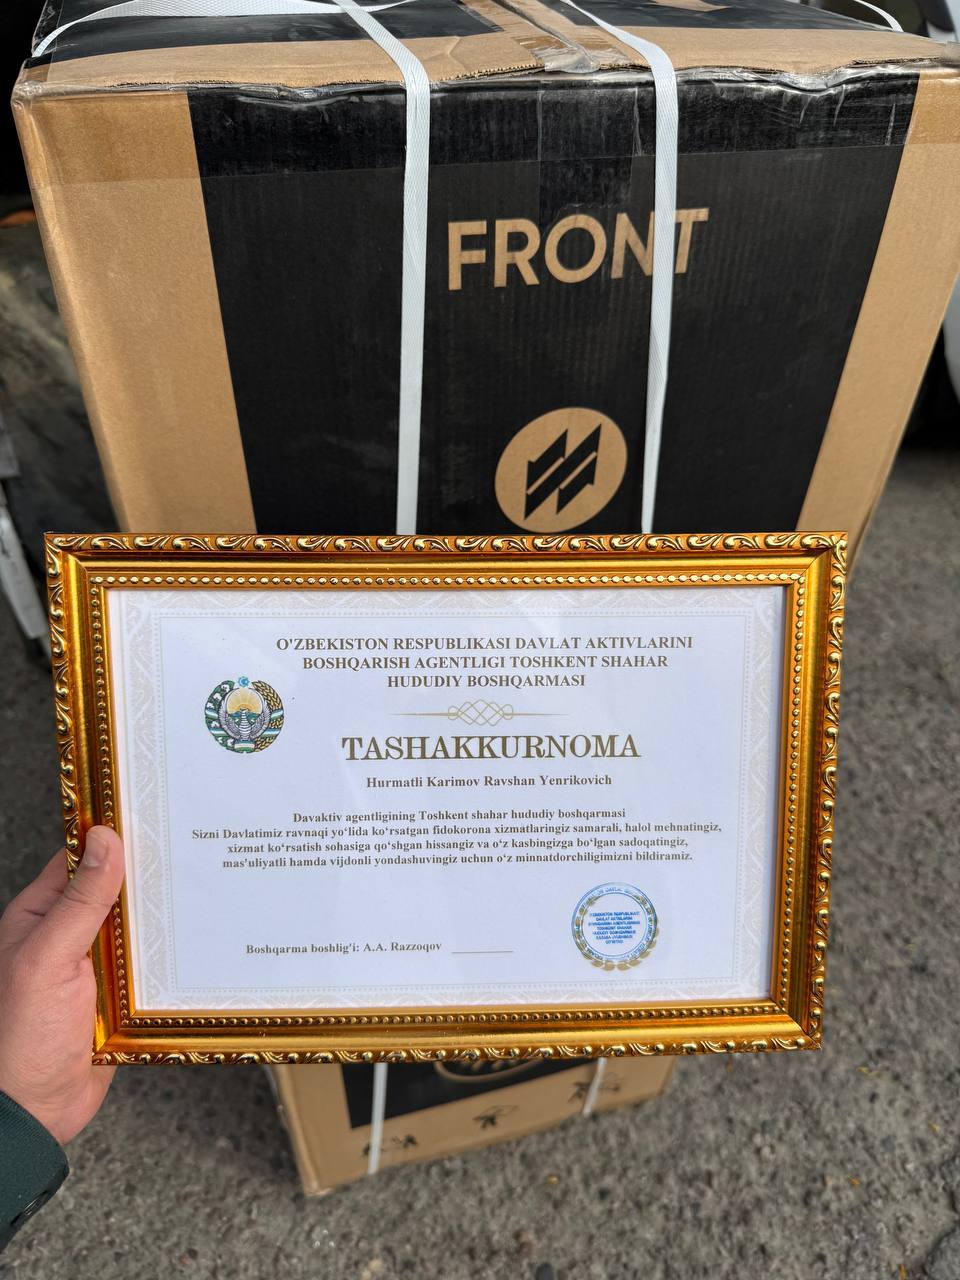 FRONT
O'ZBEKISTON RESPUBLIKASI DAVLAT AKTIVLARINI
BOSHQARISH AGENTLIGI TOSHKENT SHAHAR
HUDUDIY BOSHQARMASI
TASHAKKURNOMA
Hurmatli Karimov Ravshan Yenrikovich
Davaktiv agentligining Toshkent shahar hududiy boshqarmasi
Sizni Davlatimiz ravnaqi yo‘lida ko‘rsatgan fidokorona xizmatlaringiz samarali, halol mehnatingiz,
xizmat ko‘rsatish sohasiga qo‘shgan hissangiz va o‘z kasbingizga bo‘lgan sadoqatingiz,
mas'uliyatli hamda vijdonli yondashuvingiz uchun o‘z minnatdorchiligimizni bildiramiz.
Boshqarma boshlig'i: A.A. Razzoqov